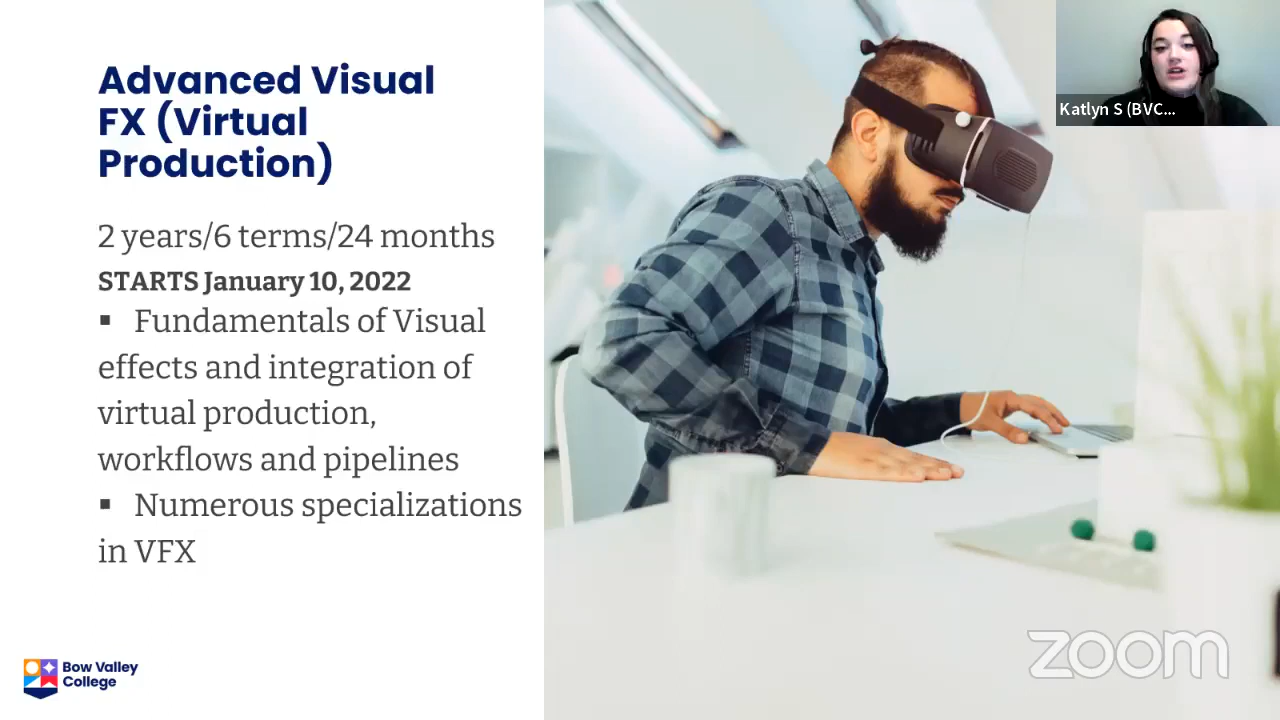 Advanced Visual
FX (Virtual
Production)
2 years/6 terms/24 months
STARTS January 10, 2022
▪ Fundamentals of Visual
effects and integration of
virtual production,
workflows and pipelines
▪ Numerous specializations
in VFX
Bow Valley
College
Katlyn S (BVC...
zoom